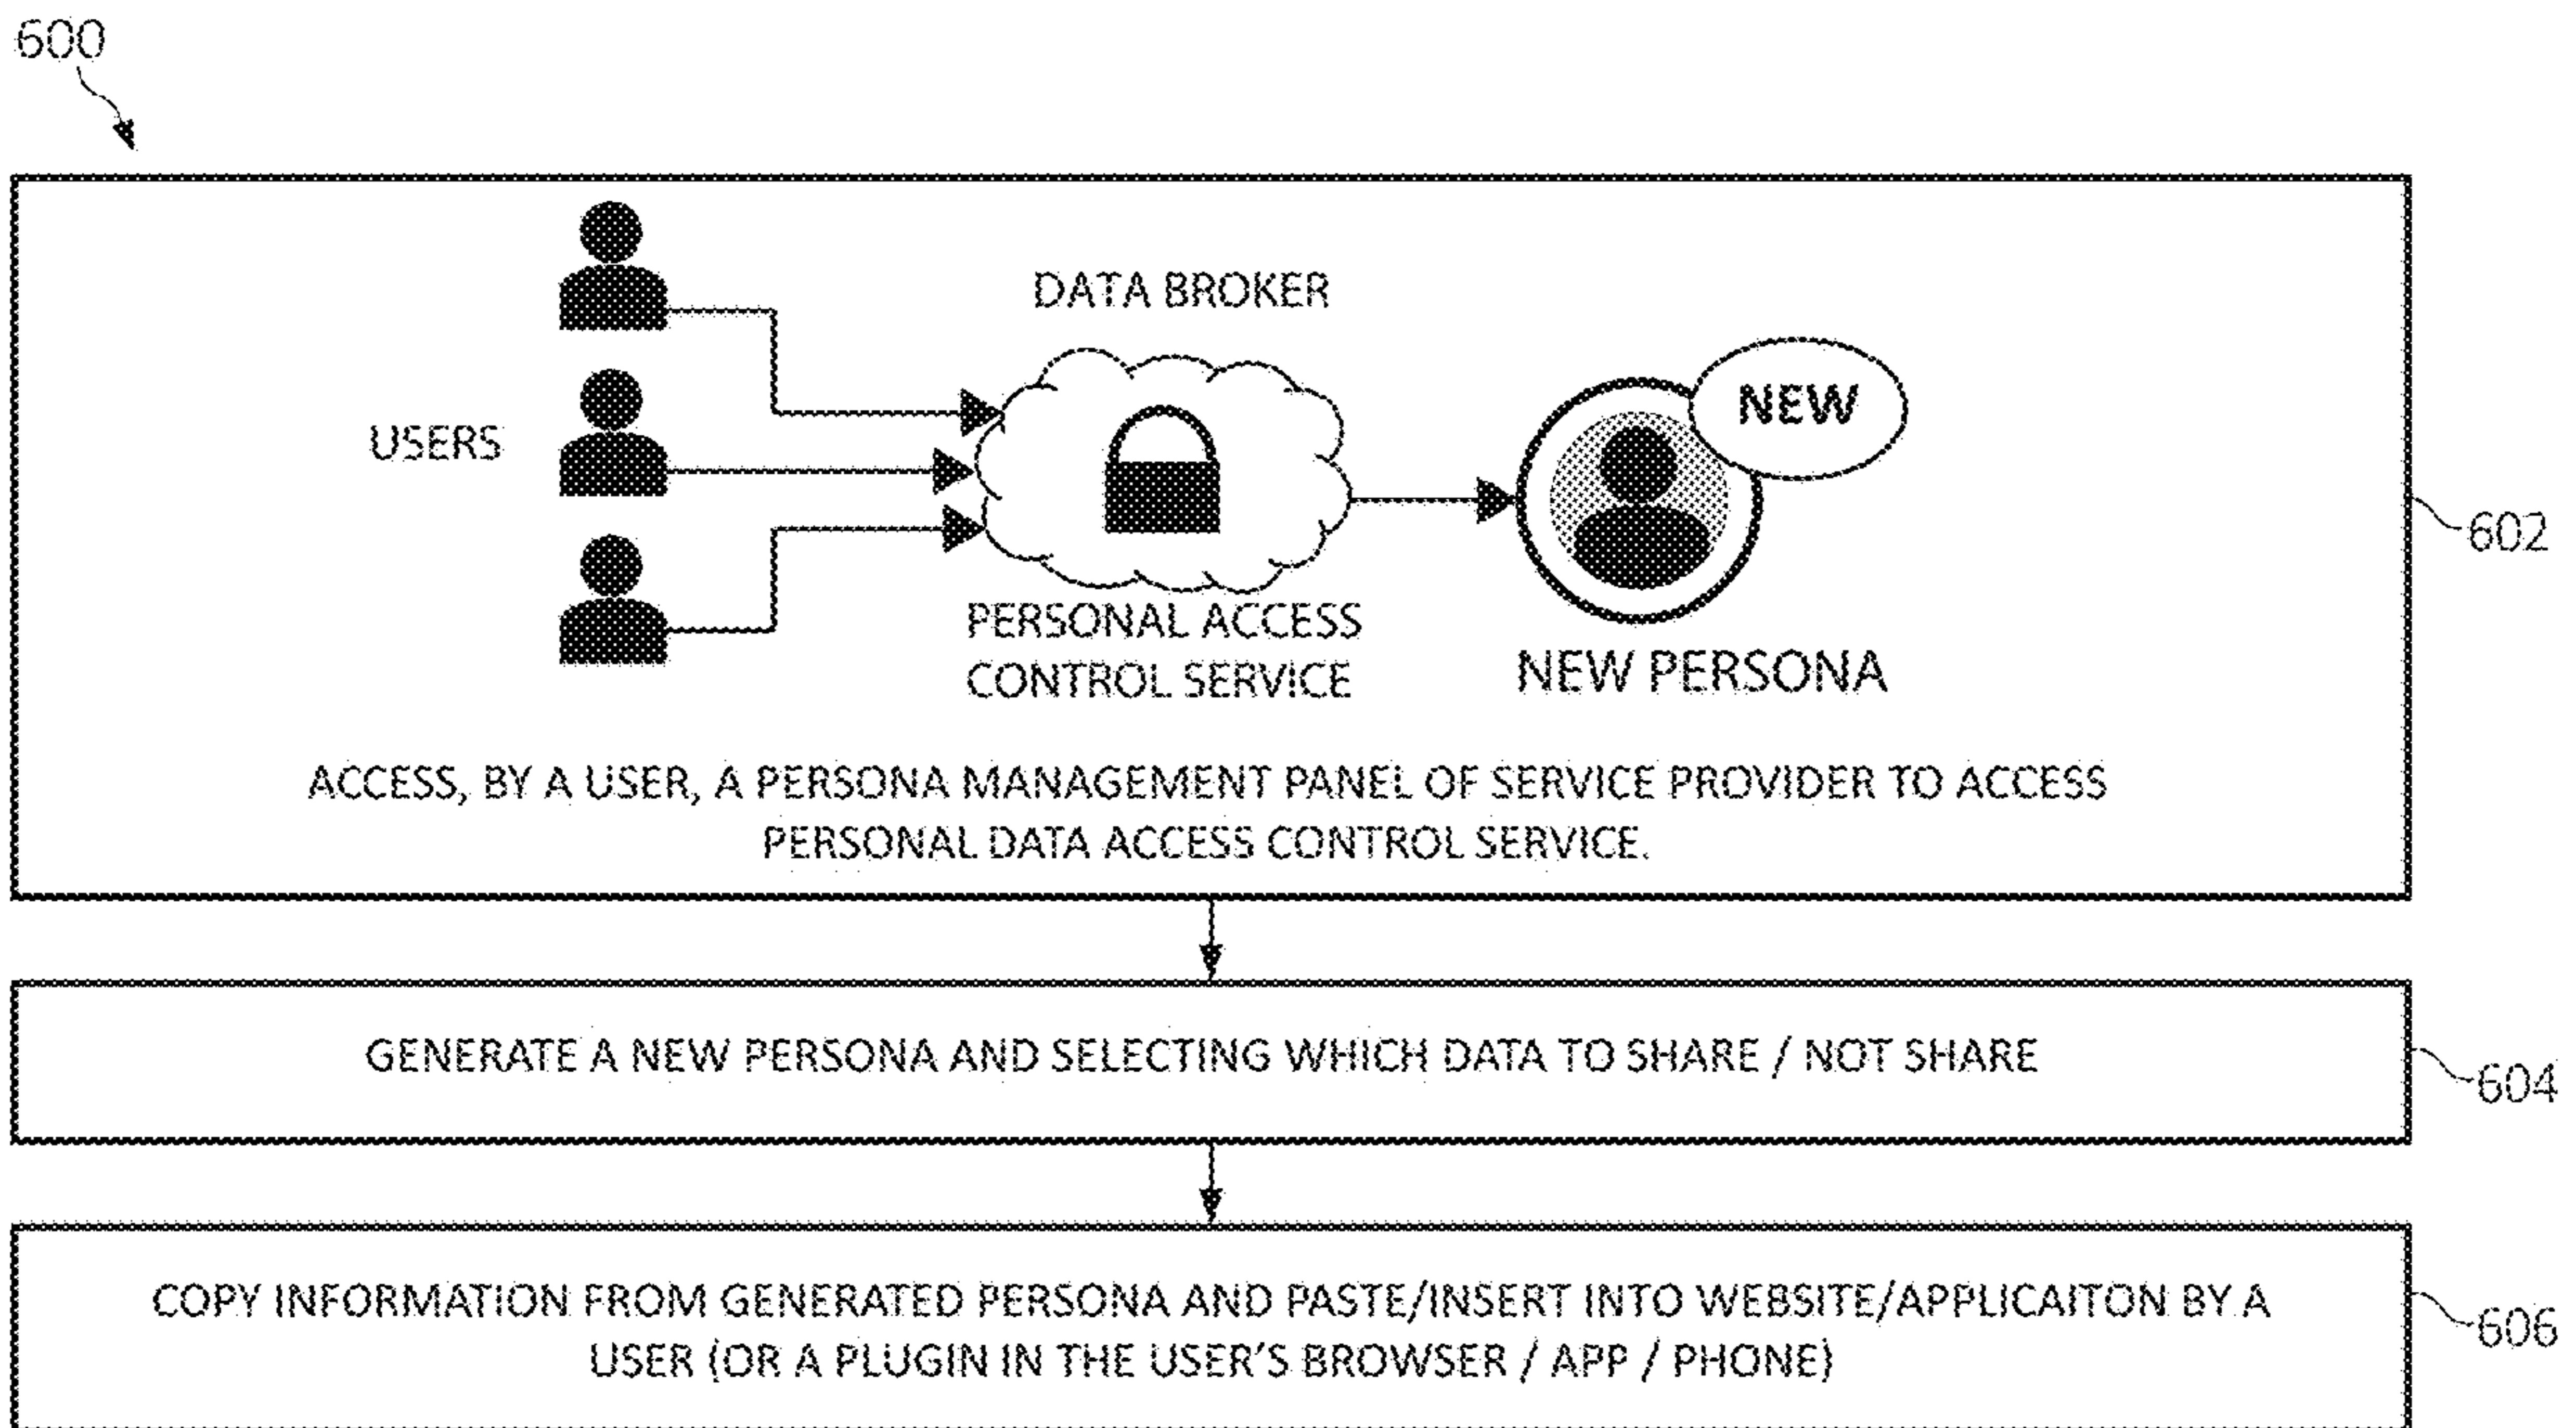 600
DATA BROKER
NEW
USERS
602
PERSONAL ACCESS
CONTROL SERVICE
NEW PERSONA
ACCESS, BY A USER, A PERSONA MANAGEMENT PANEL OF SERVICE PROVIDER TO ACCESS
PERSONAL DATA ACCESS CONTROL SERVICE.
GENERATE A NEW PERSONA AND SELECTING WHICH DATA TO SHARE / NOT SHARE
604
COPY INFORMATION FROM GENERATED PERSONA AND PASTE/INSERT INTO WEBSITE/APPLICAITON BY A
USER (OR A PLUGIN IN THE USER'S BROWSER / APP / PHONE)
606